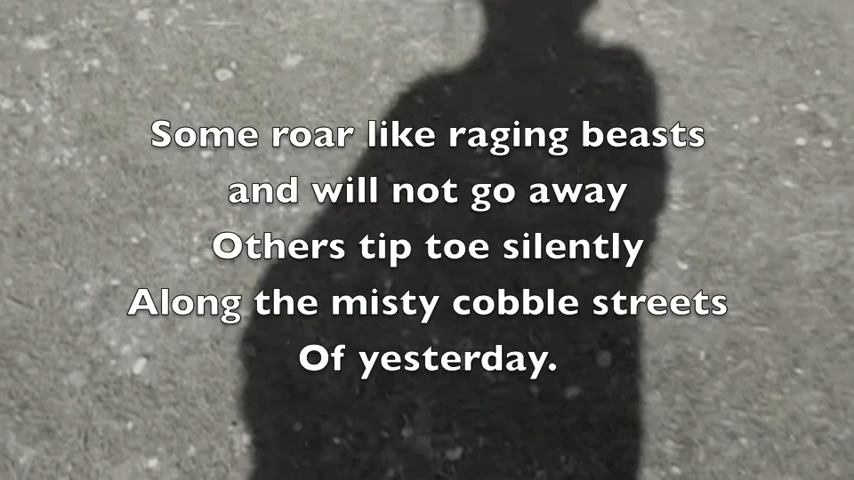 Some roar like raging beasts
and will not go away
Others tip toe silently
Along the misty cobble streets
Of yesterday.